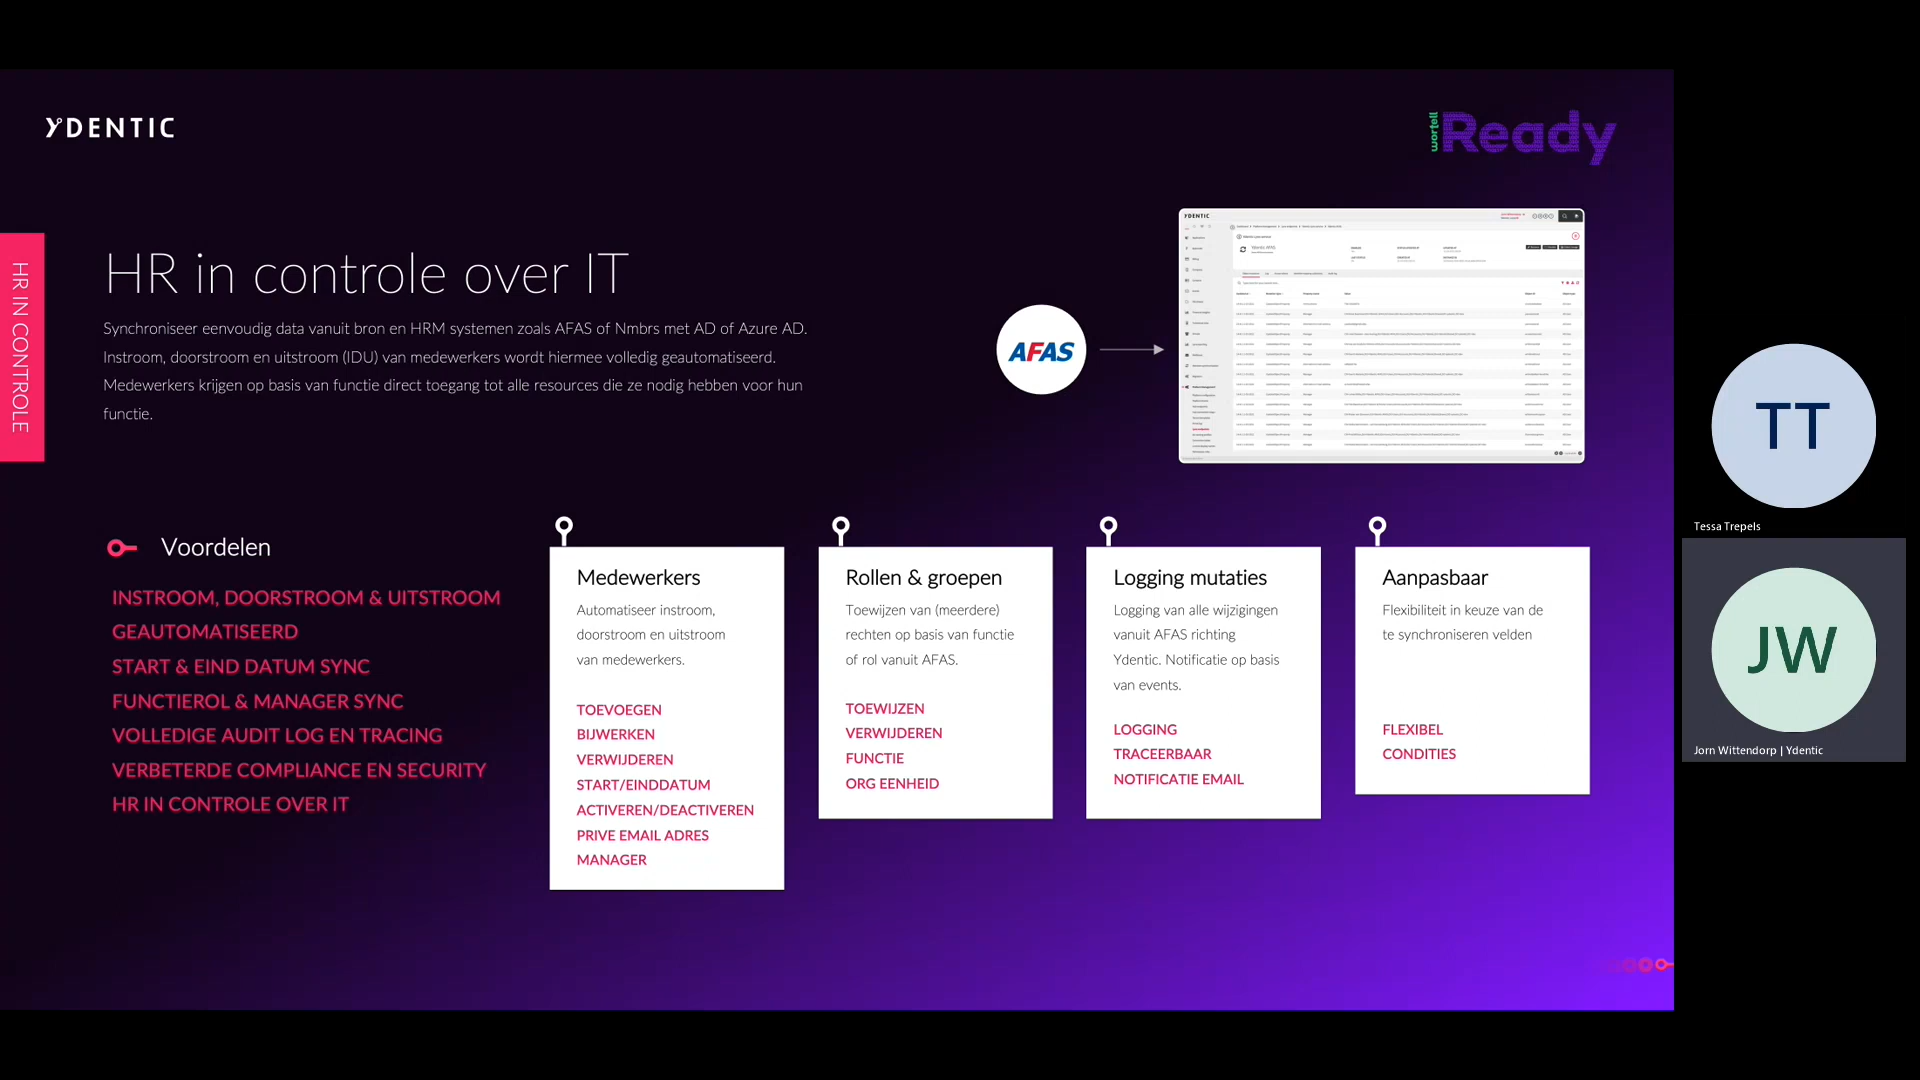 YDENTIC
wortell
Ready
HR IN CONTROLE
HR in controle over IT
Synchroniseer eenvoudig data vanuit bron en HRM systemen zoals AFAS of Nmbrs met AD of Azure AD.
Instroom, doorstroom en uitstroom (IDU) van medewerkers wordt hiermee volledig geautomatiseerd.
Medewerkers krijgen op basis van functie direct toegang tot alle resources die ze nodig hebben voor hun
functie.
AFAS
YDENTIC
Voordelen
INSTROOM, DOORSTROOM & UITSTROOM
GEAUTOMATISEERD
START & EIND DATUM SYNC
FUNCTIEROL & MANAGER SYNC
VOLLEDIGE AUDIT LOG EN TRACING
VERBETERDE COMPLIANCE EN SECURITY
HR IN CONTROLE OVER IT
Medewerkers
Automatiseer instroom,
doorstroom en uitstroom
van medewerkers.
TOEVOEGEN
BIJWERKEN
VERWIJDEREN
START/EINDDATUM
ACTIVEREN/DEACTIVEREN
PRIVE EMAIL ADRES
MANAGER
Rollen & groepen
Toewijzen van (meerdere)
rechten op basis van functie
of rol vanuit AFAS.
TOEWIJZEN
VERWIJDEREN
FUNCTIE
ORG EENHEID
Logging mutaties
Logging van alle wijzigingen
vanuit AFAS richting
Ydentic. Notificatie op basis
van events.
LOGGING
TRACEERBAAR
NOTIFICATIE EMAIL
Aanpasbaar
Flexibiliteit in keuze van de
te synchroniseren velden
FLEXIBEL
CONDITIES
TT
Tessa Trepels
JW
Jorn Wittendorp | Ydentic